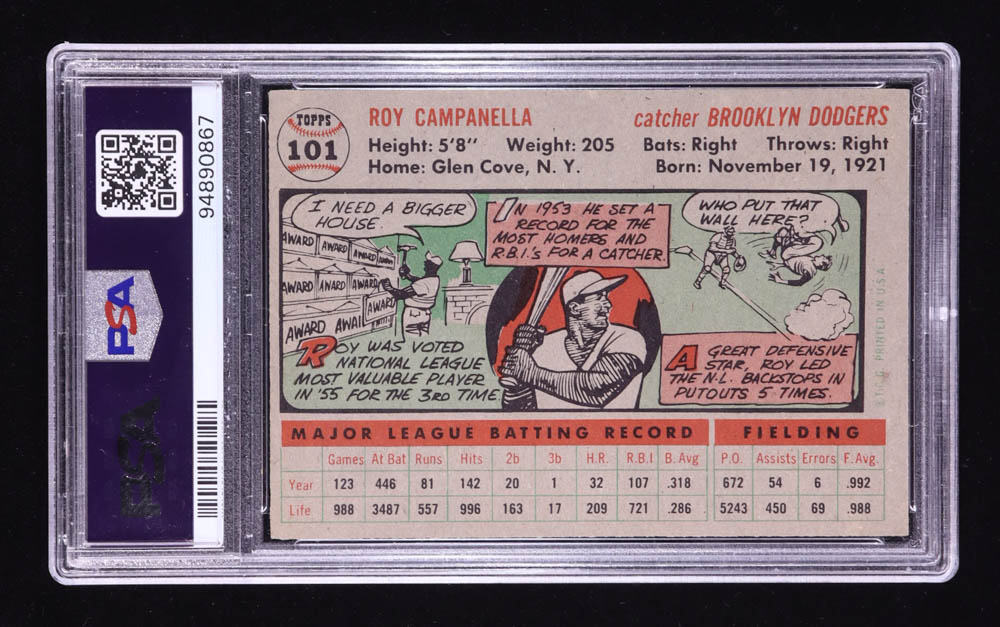 94890867
PSA
PSA
PSA
TOPPS
101
ROY CAMPANELLA catcher BROOKLYN DODGERS
Height: 5'8" Weight: 205 Bats: Right Throws: Right
Home: Glen Cove, N. Y. Born: November 19, 1921
I NEED A BIGGER
HOUSE.
AWARD AWARD AWARD AWARD
AWARD AWARD AWARD
AWARD AWA
ROY WAS VOTED
NATIONAL LEAGUE
MOST VALUABLE PLAYER
IN '55 FOR THE 3RD TIME.
IN 1953 HE SET A
RECORD FOR THE
MOST HOMERS AND
R.B.I.'s FOR A CATCHER.
WHO PUT THAT
WALL HERE?
A GREAT DEFENSIVE
STAR, ROY LED
THE N.L. BACKSTOPS IN
PUTOUTS 5 TIMES.
© T.C.G. PRINTED IN U.S.A.
MAJOR LEAGUE BATTING RECORD FIELDING
Games At Bat Runs Hits 2b 3b H.R. R.B.I. B. Avg P.O. Assists Errors F. Avg.
Year 123 446 81 142 20 1 32 107 .318 672 54 6 .992
Life 988 3487 557 996 163 17 209 721 .286 5243 450 69 .988